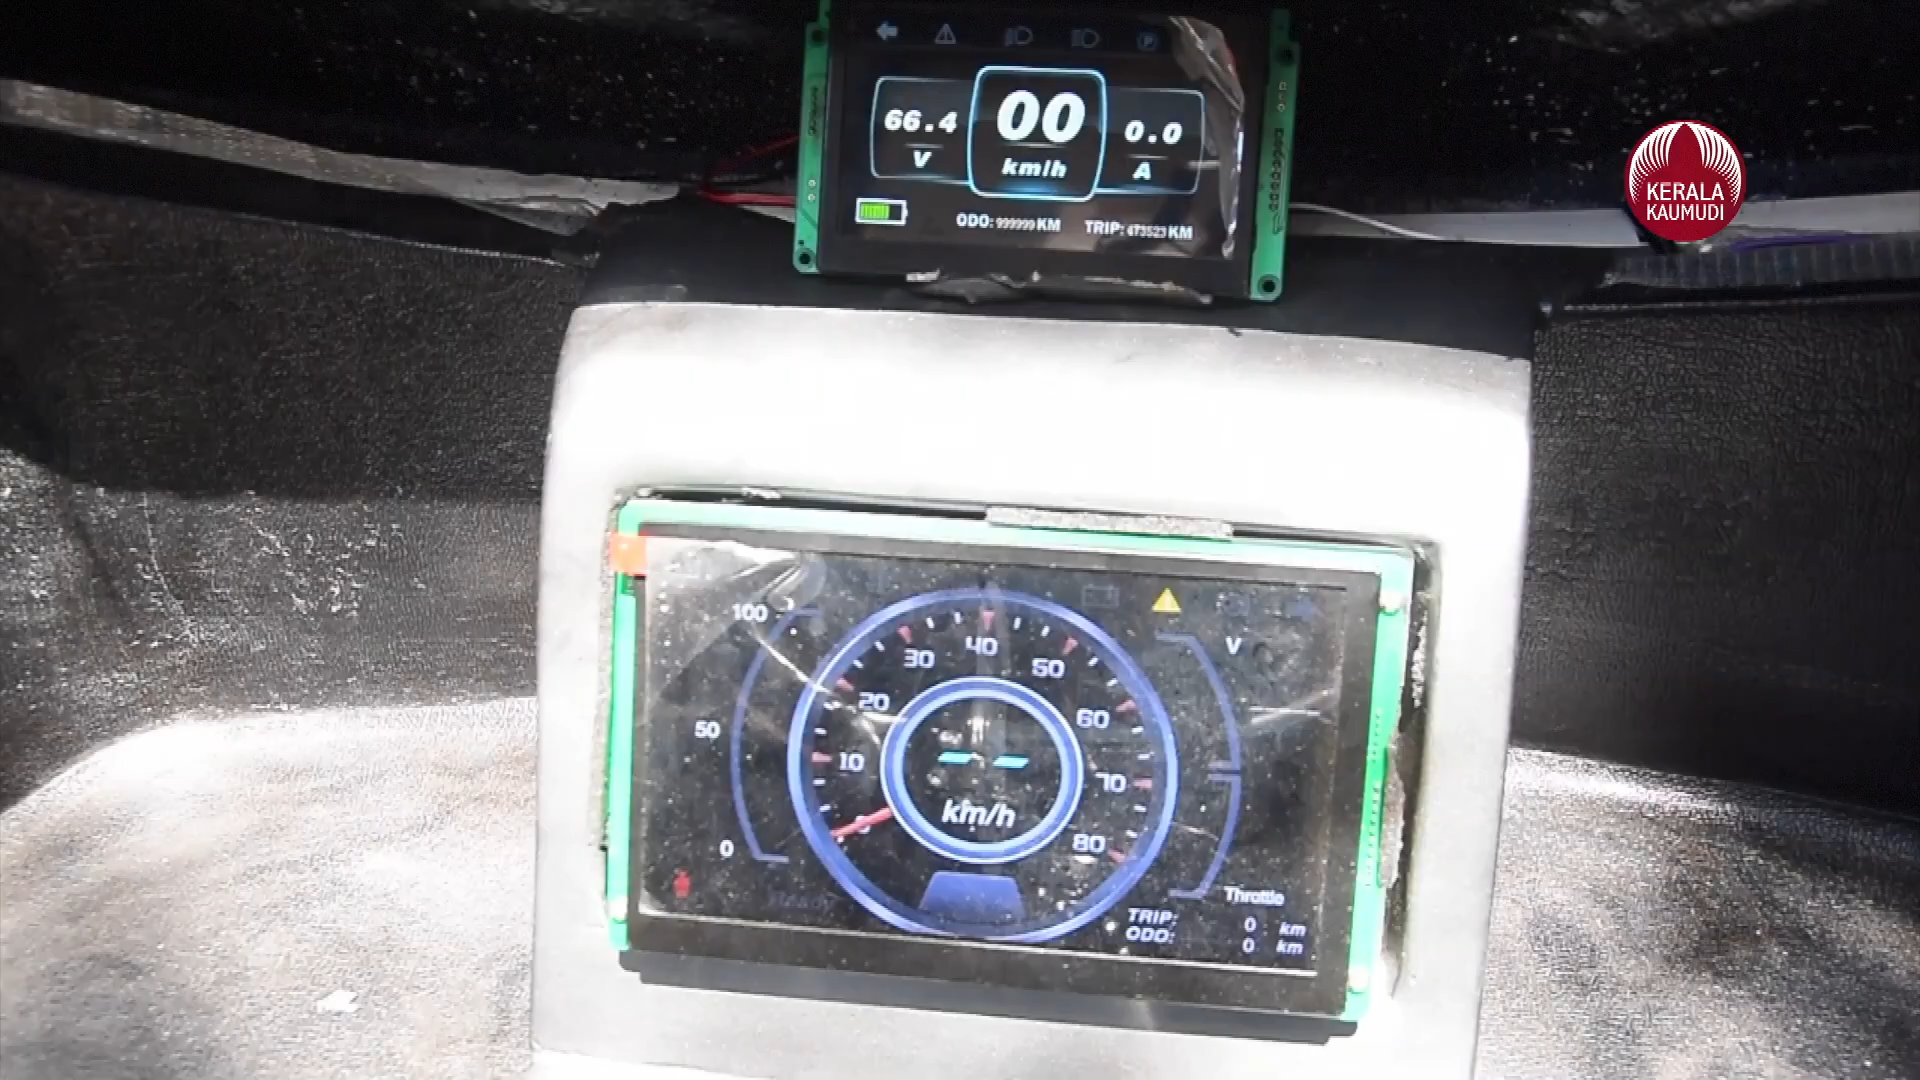 66.4
V
00
km/h
0.0
A
ODO: 999999 KM
TRIP: 673523 KM
KERALA
KAUMUDI
100
50
0
10
20
30
40
50
60
70
80
km/h
V
Throttle
TRIP: 0 km
ODO: 0 km